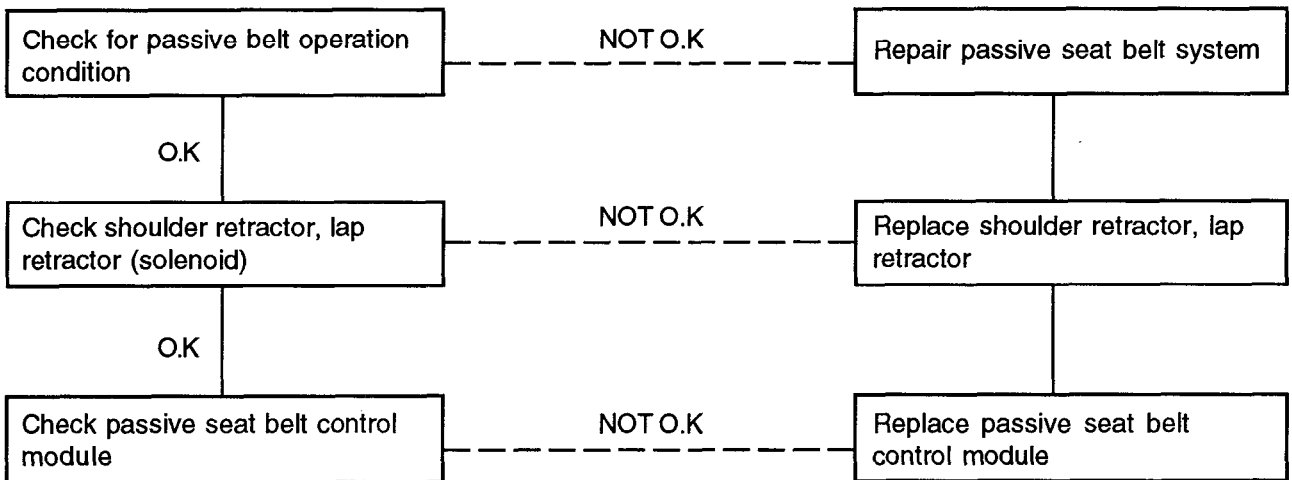 Check for passive belt operation
condition
NOT O.K
Repair passive seat belt system
O.K
Check shoulder retractor, lap
retractor (solenoid)
NOT O.K
Replace shoulder retractor, lap
retractor
O.K
Check passive seat belt control
module
NOT O.K
Replace passive seat belt
control module